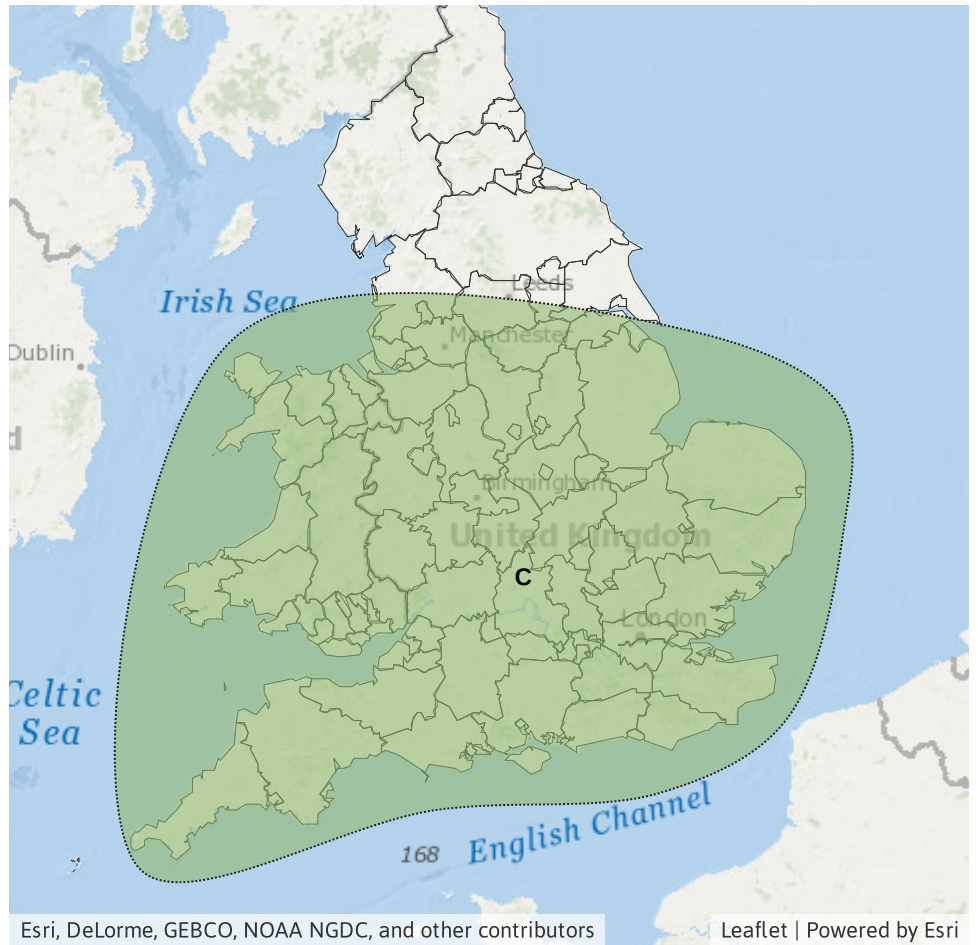 Leeds
Irish Sea
Manchester
Dublin
d
Birmingham
United Kingdom
C
London
Celtic
Sea
English Channel
168
Esri, DeLorme, GEBCO, NOAA NGDC, and other contributors
Leaflet | Powered by Esri